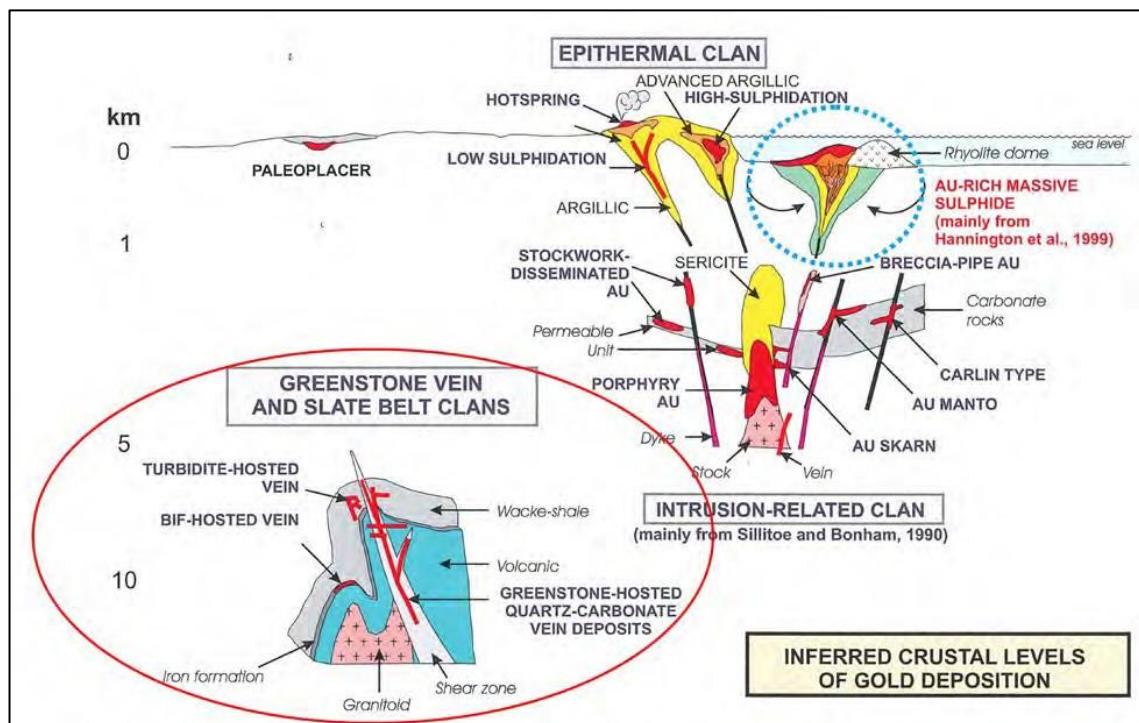 EPITHERMAL CLAN
ADVANCED ARGILLIC
HIGH-SULPHIDATION
HOTSPRING
km
0
PALEOPLACER
LOW SULPHIDATION
ARGILLIC
Rhyolite dome
sea level
AU-RICH MASSIVE
SULPHIDE
(mainly from
Hannington et al., 1999)
1
STOCKWORK-
DISSEMINATED
AU
SERICITE
BRECCIA-PIPE AU
Permeable
Unit
Carbonate
rocks
PORPHYRY
AU
CARLIN TYPE
AU MANTO
AU SKARN
Dyke
Stock
Vein
INTRUSION-RELATED CLAN
(mainly from Sillitoe and Bonham, 1990)
GREENSTONE VEIN
AND SLATE BELT CLANS
5
TURBIDITE-HOSTED
VEIN
BIF-HOSTED VEIN
Wacke-shale
10
Volcanic
GREENSTONE-HOSTED
QUARTZ-CARBONATE
VEIN DEPOSITS
Iron formation
Granitoid
Shear zone
INFERRED CRUSTAL LEVELS
OF GOLD DEPOSITION